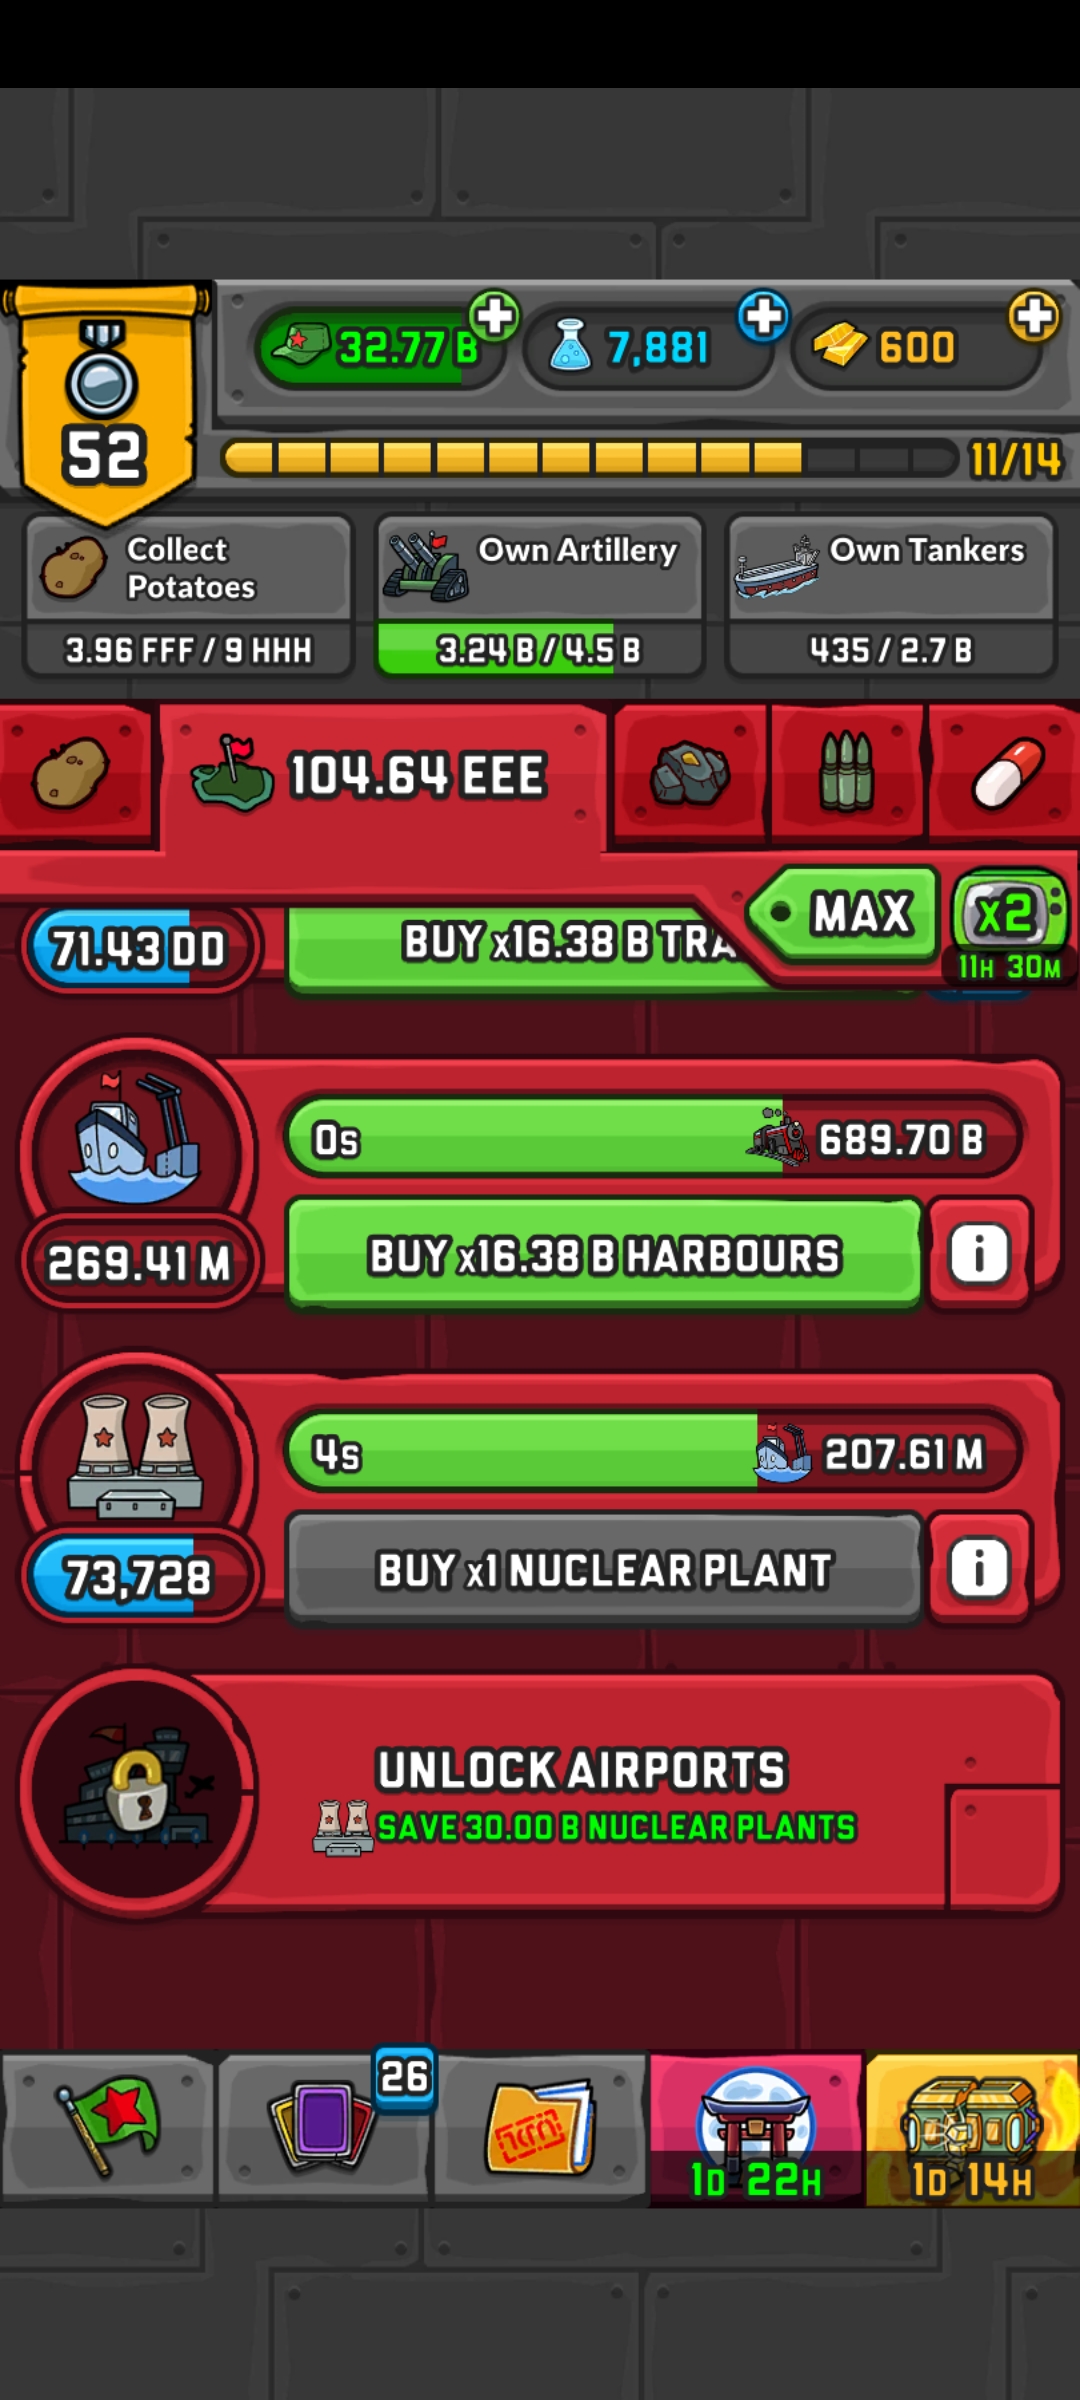 32.77 B
7,881
600
52
11/14
Collect
Potatoes
3.96 FFF / 9 HHH
Own Artillery
3.24 B / 4.5 B
Own Tankers
435 / 2.7 B
104.64 EEE
MAX
x2
11H 30M
71.43 DD
BUY x16.38 B TRA
0s
689.70 B
269.41 M
BUY x16.38 B HARBOURS
i
4s
207.61 M
73,728
BUY x1 NUCLEAR PLANT
i
UNLOCK AIRPORTS
SAVE 30.00 B NUCLEAR PLANTS
26
1D 22H
1D 14H